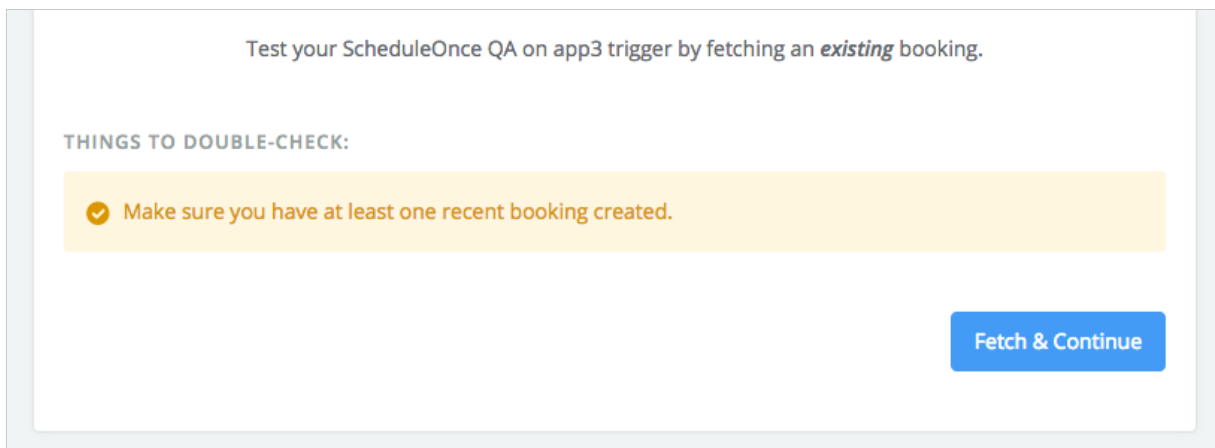 Test your ScheduleOnce QA on app3 trigger by fetching an existing booking.
THINGS TO DOUBLE-CHECK:
Make sure you have at least one recent booking created.
Fetch & Continue